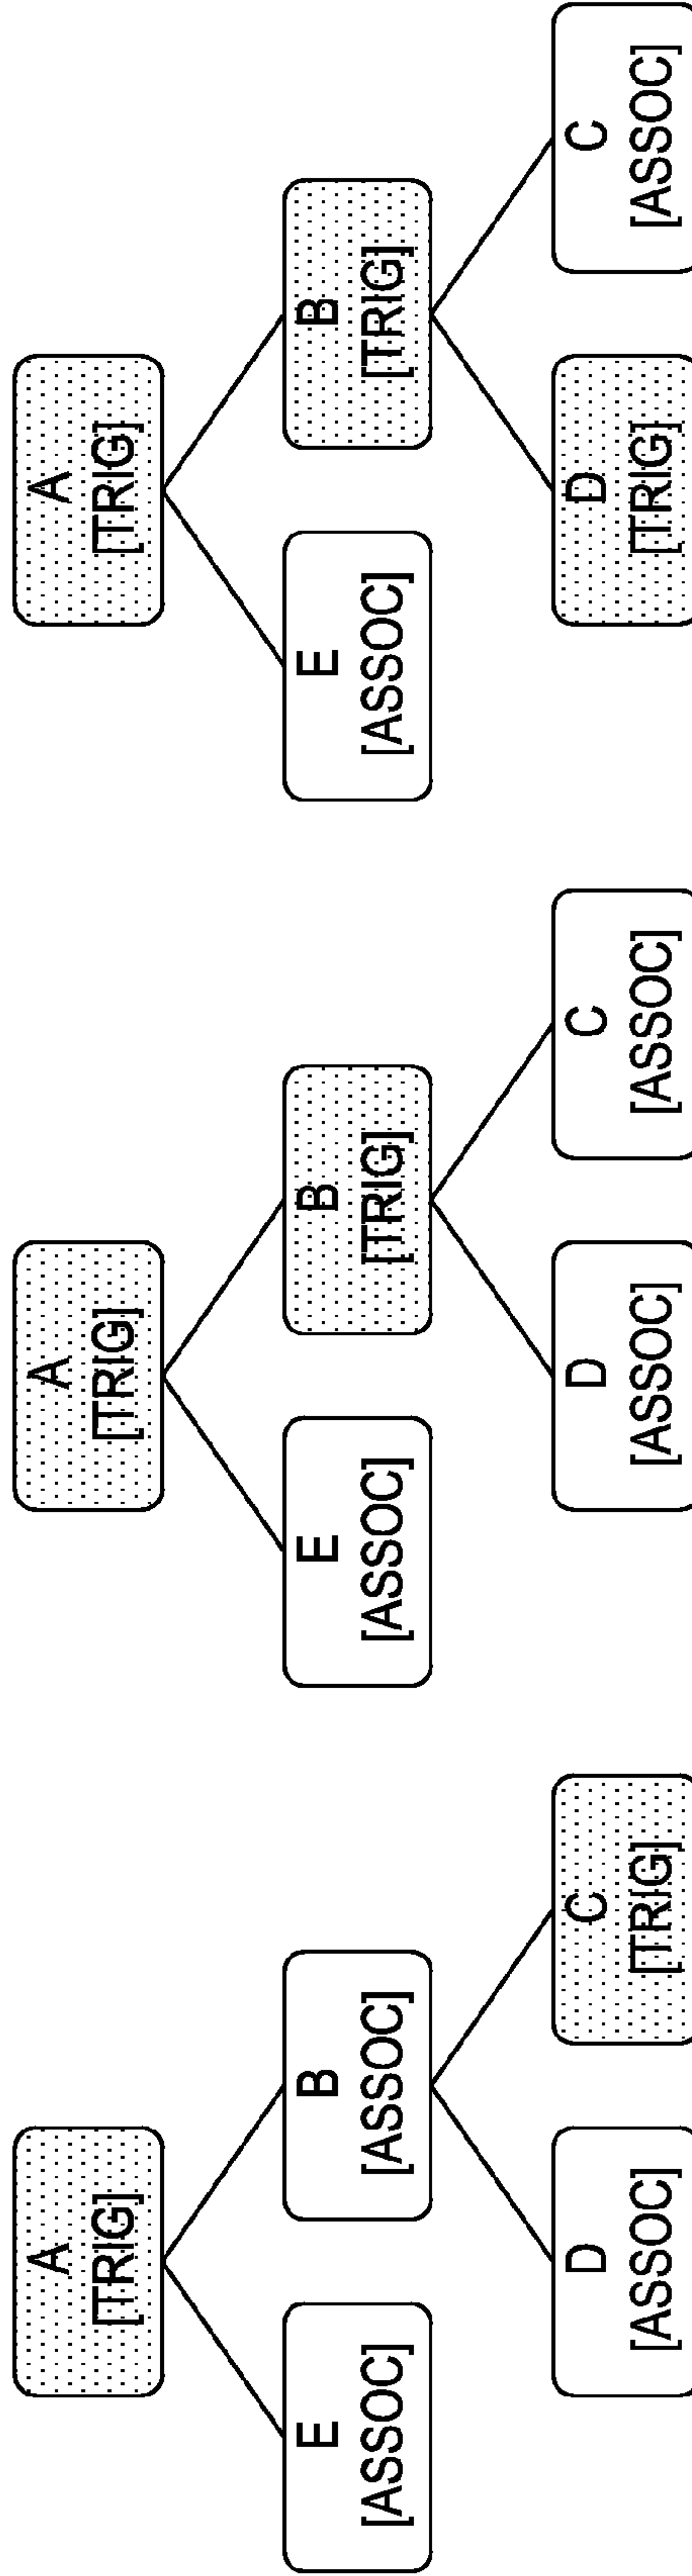 A
[TRIG]
E
[ASSOC]
B
[ASSOC]
D
[ASSOC]
C
[TRIG]
A
[TRIG]
E
[ASSOC]
B
[TRIG]
D
[ASSOC]
C
[ASSOC]
A
[TRIG]
E
[ASSOC]
B
[TRIG]
D
[TRIG]
C
[ASSOC]